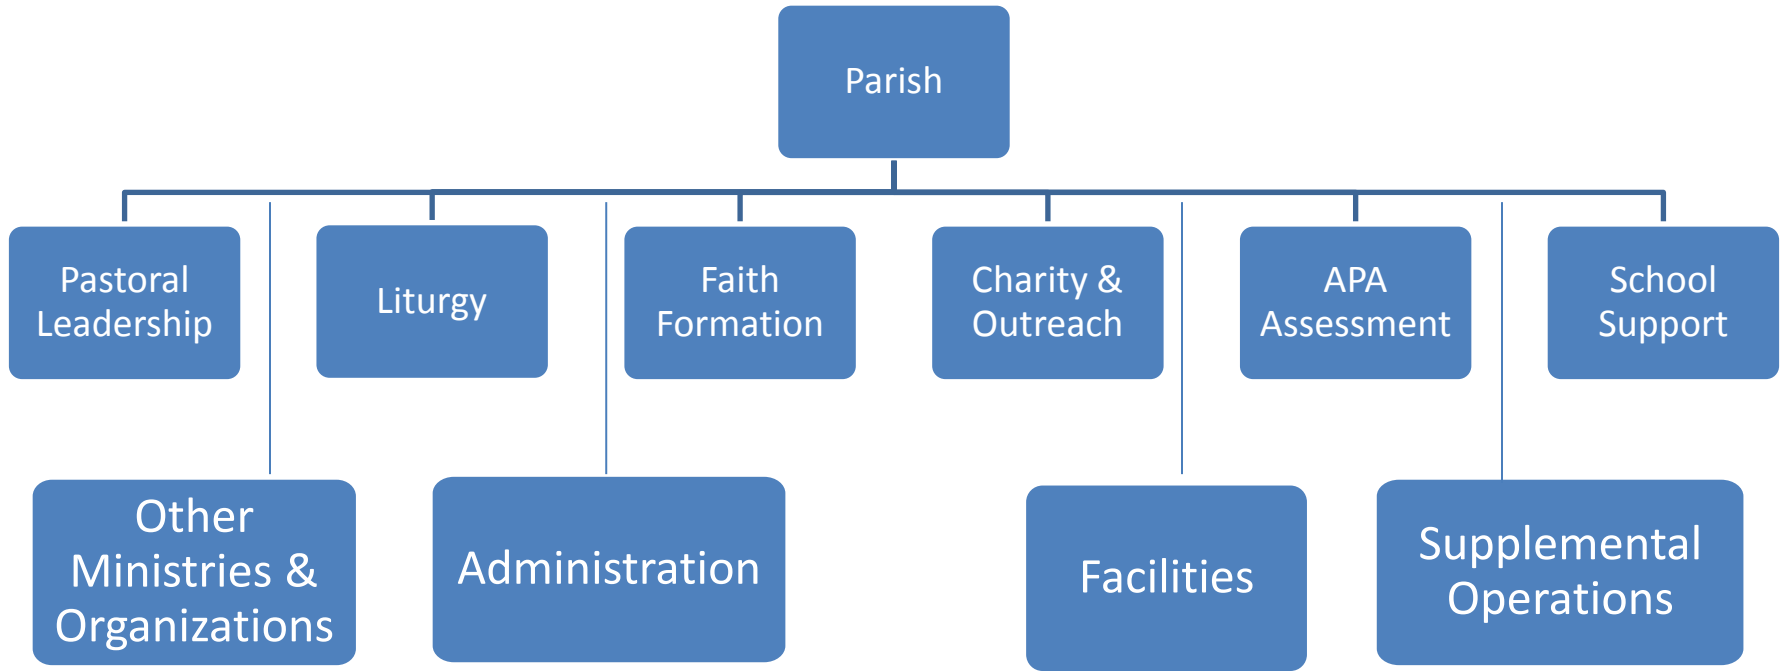 Parish
Pastoral
Leadership
Liturgy
Faith
Formation
Charity &
Outreach
APA
Assessment
School
Support
Other
Ministries &
Organizations
Administration
Facilities
Supplemental
Operations